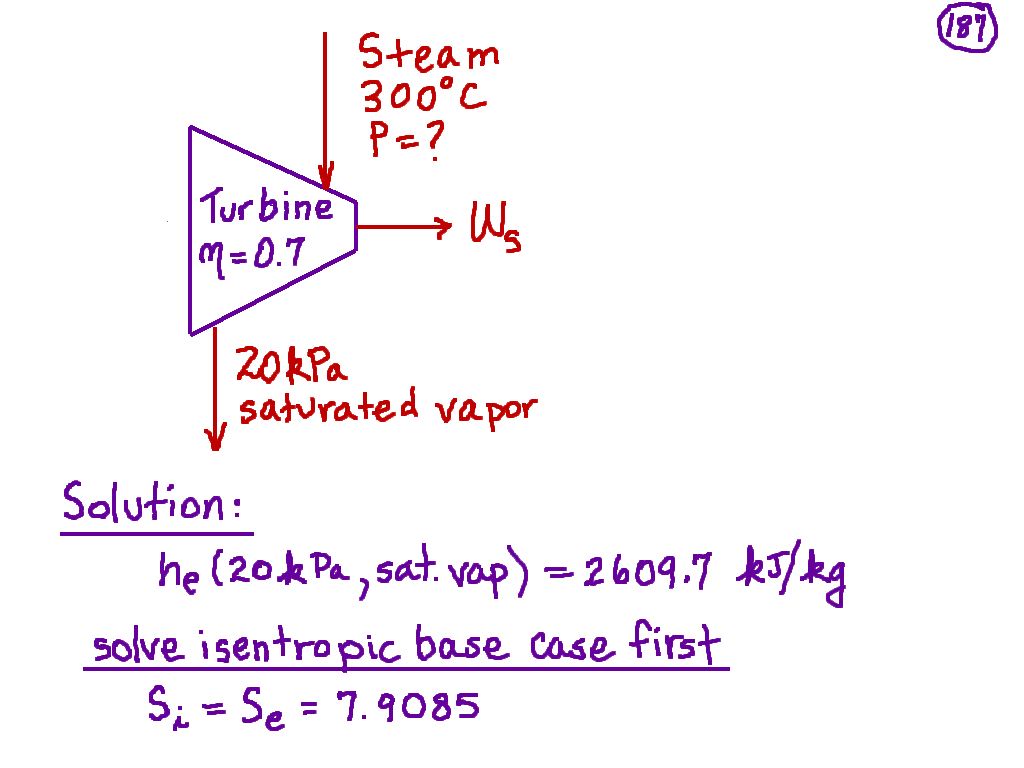 187
Steam
300°C
P=?
Turbine
η=0.7
Ws
20kPa
saturated vapor
Solution:
he (20kPa, sat. vap) = 2609.7 kJ/kg
solve isentropic base case first
Si = Se = 7.9085